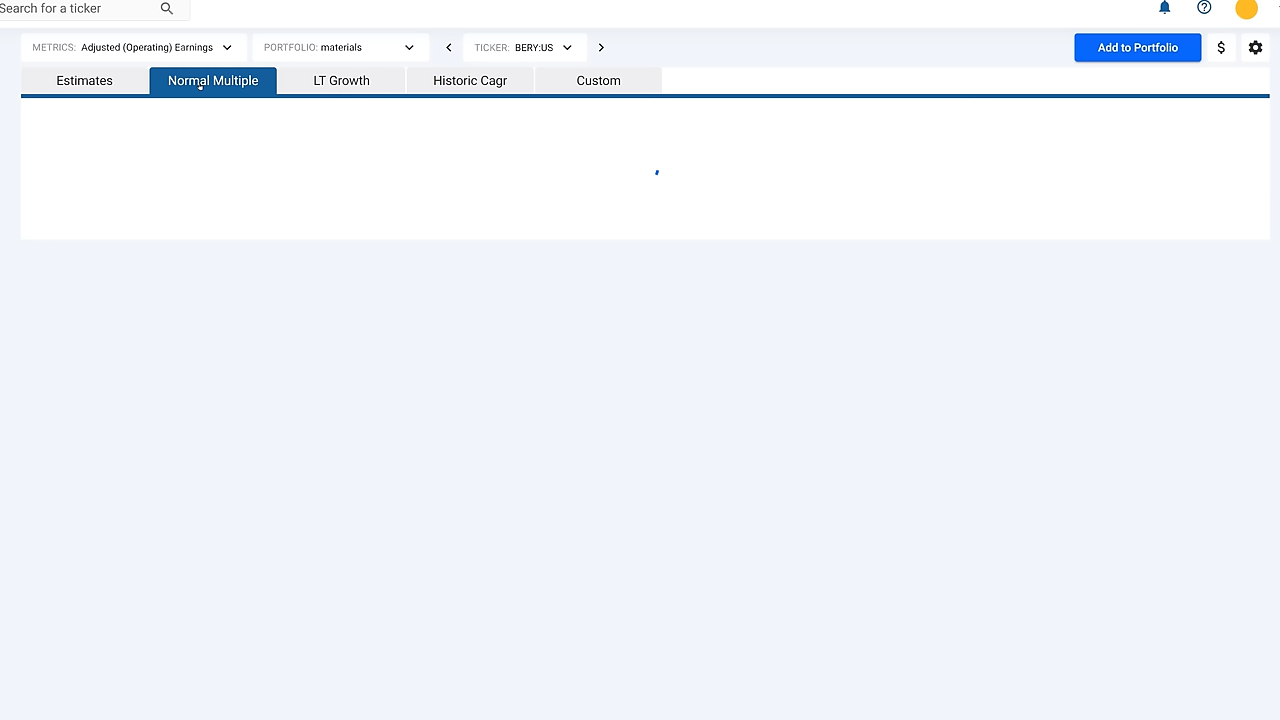 Search for a ticker
METRICS: Adjusted (Operating) Earnings PORTFOLIO: materials TICKER: BERY:US Add to Portfolio $
Estimates Normal Multiple LT Growth Historic Cagr Custom